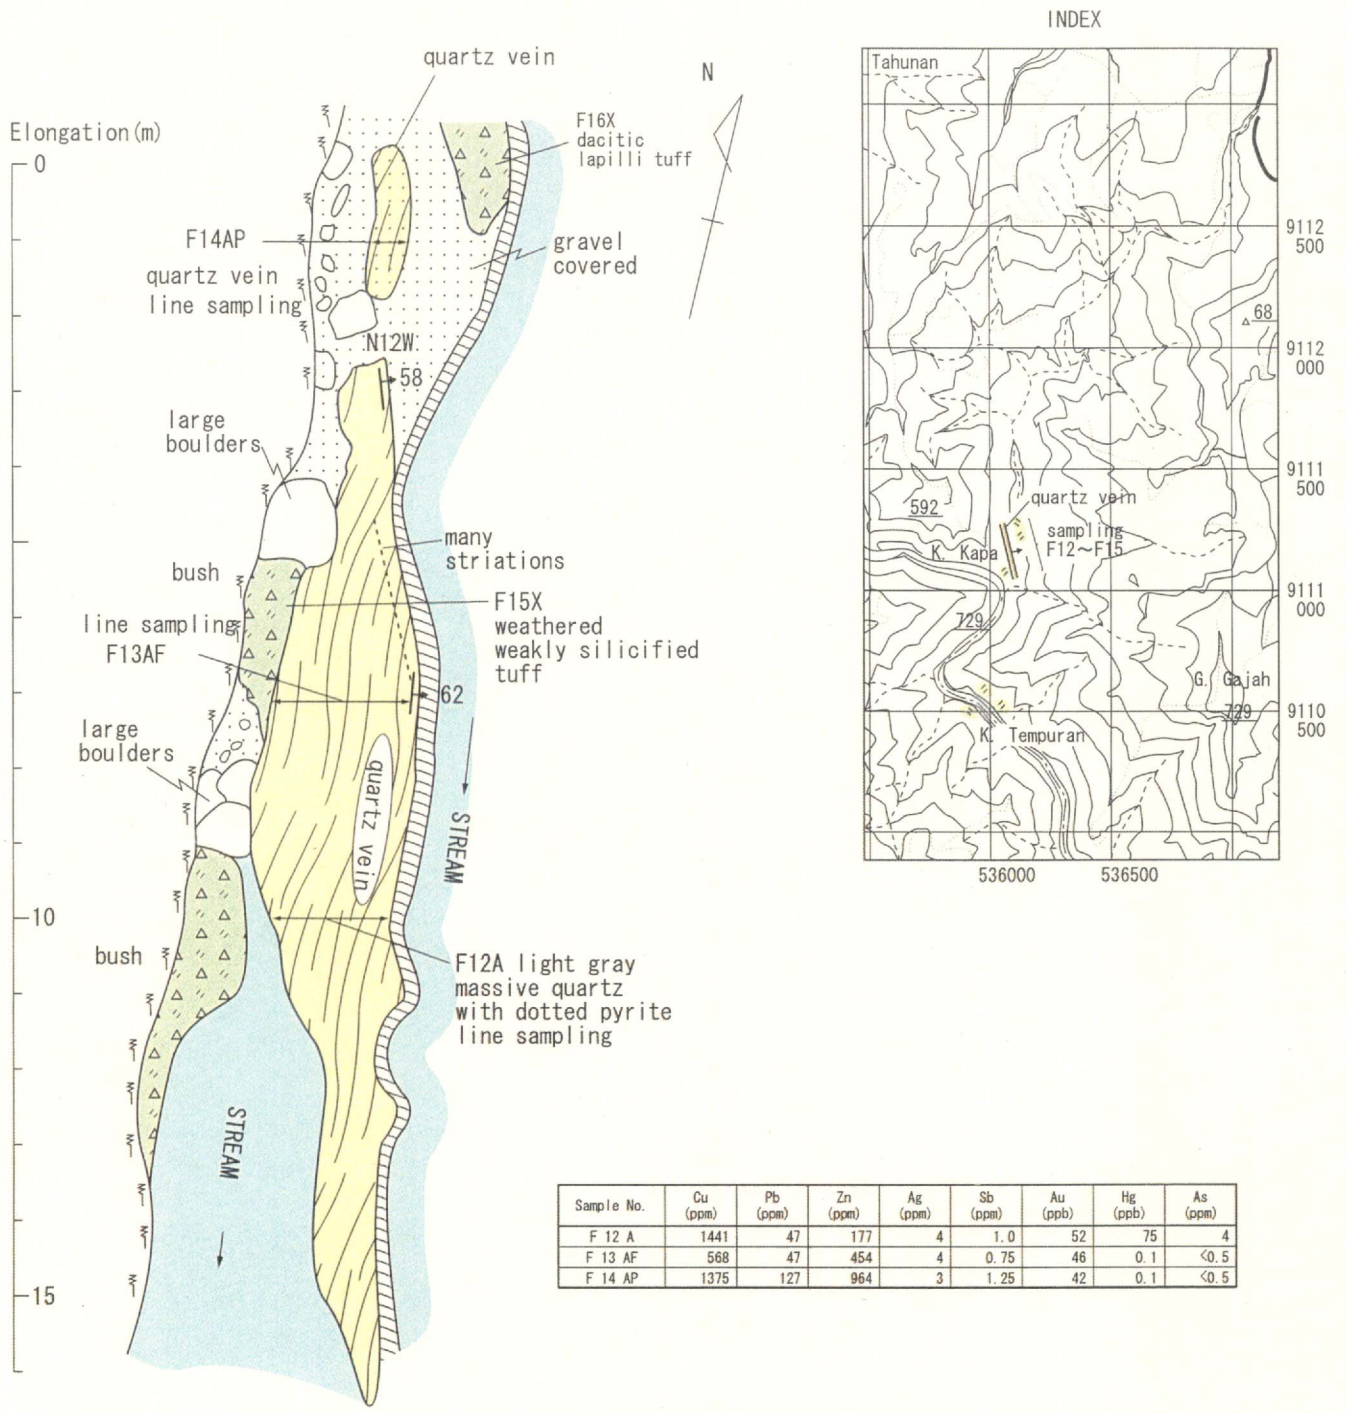 INDEX
quartz vein
N
Tahunan
Elongation(m)
F16X
dacitic
lapilli tuff
0
F14AP
gravel
covered
9112
500
quartz vein
line sampling
68
N12W
58
9112
000
large
boulders
9111
500
quartz vein
592
sampling
F12～F15
many
striations
K. Kapa
bush
F15X
weathered
weakly silicified
tuff
9111
000
line sampling
F13AF
729
62
G. Gajah
729
9110
500
large
boulders
K. Tempuran
quartz vein
STREAM
536000
536500
10
bush
F12A light gray
massive quartz
with dotted pyrite
line sampling
STREAM
Sample No. Cu (ppm) Pb (ppm) Zn (ppm) Ag (ppm) Sb (ppm) Au (ppb) Hg (ppb) As (ppm)
F 12 A 1441 47 177 4 1.0 52 75 4
F 13 AF 568 47 454 4 0.75 46 0.1 <0.5
F 14 AP 1375 127 964 3 1.25 42 0.1 <0.5
15